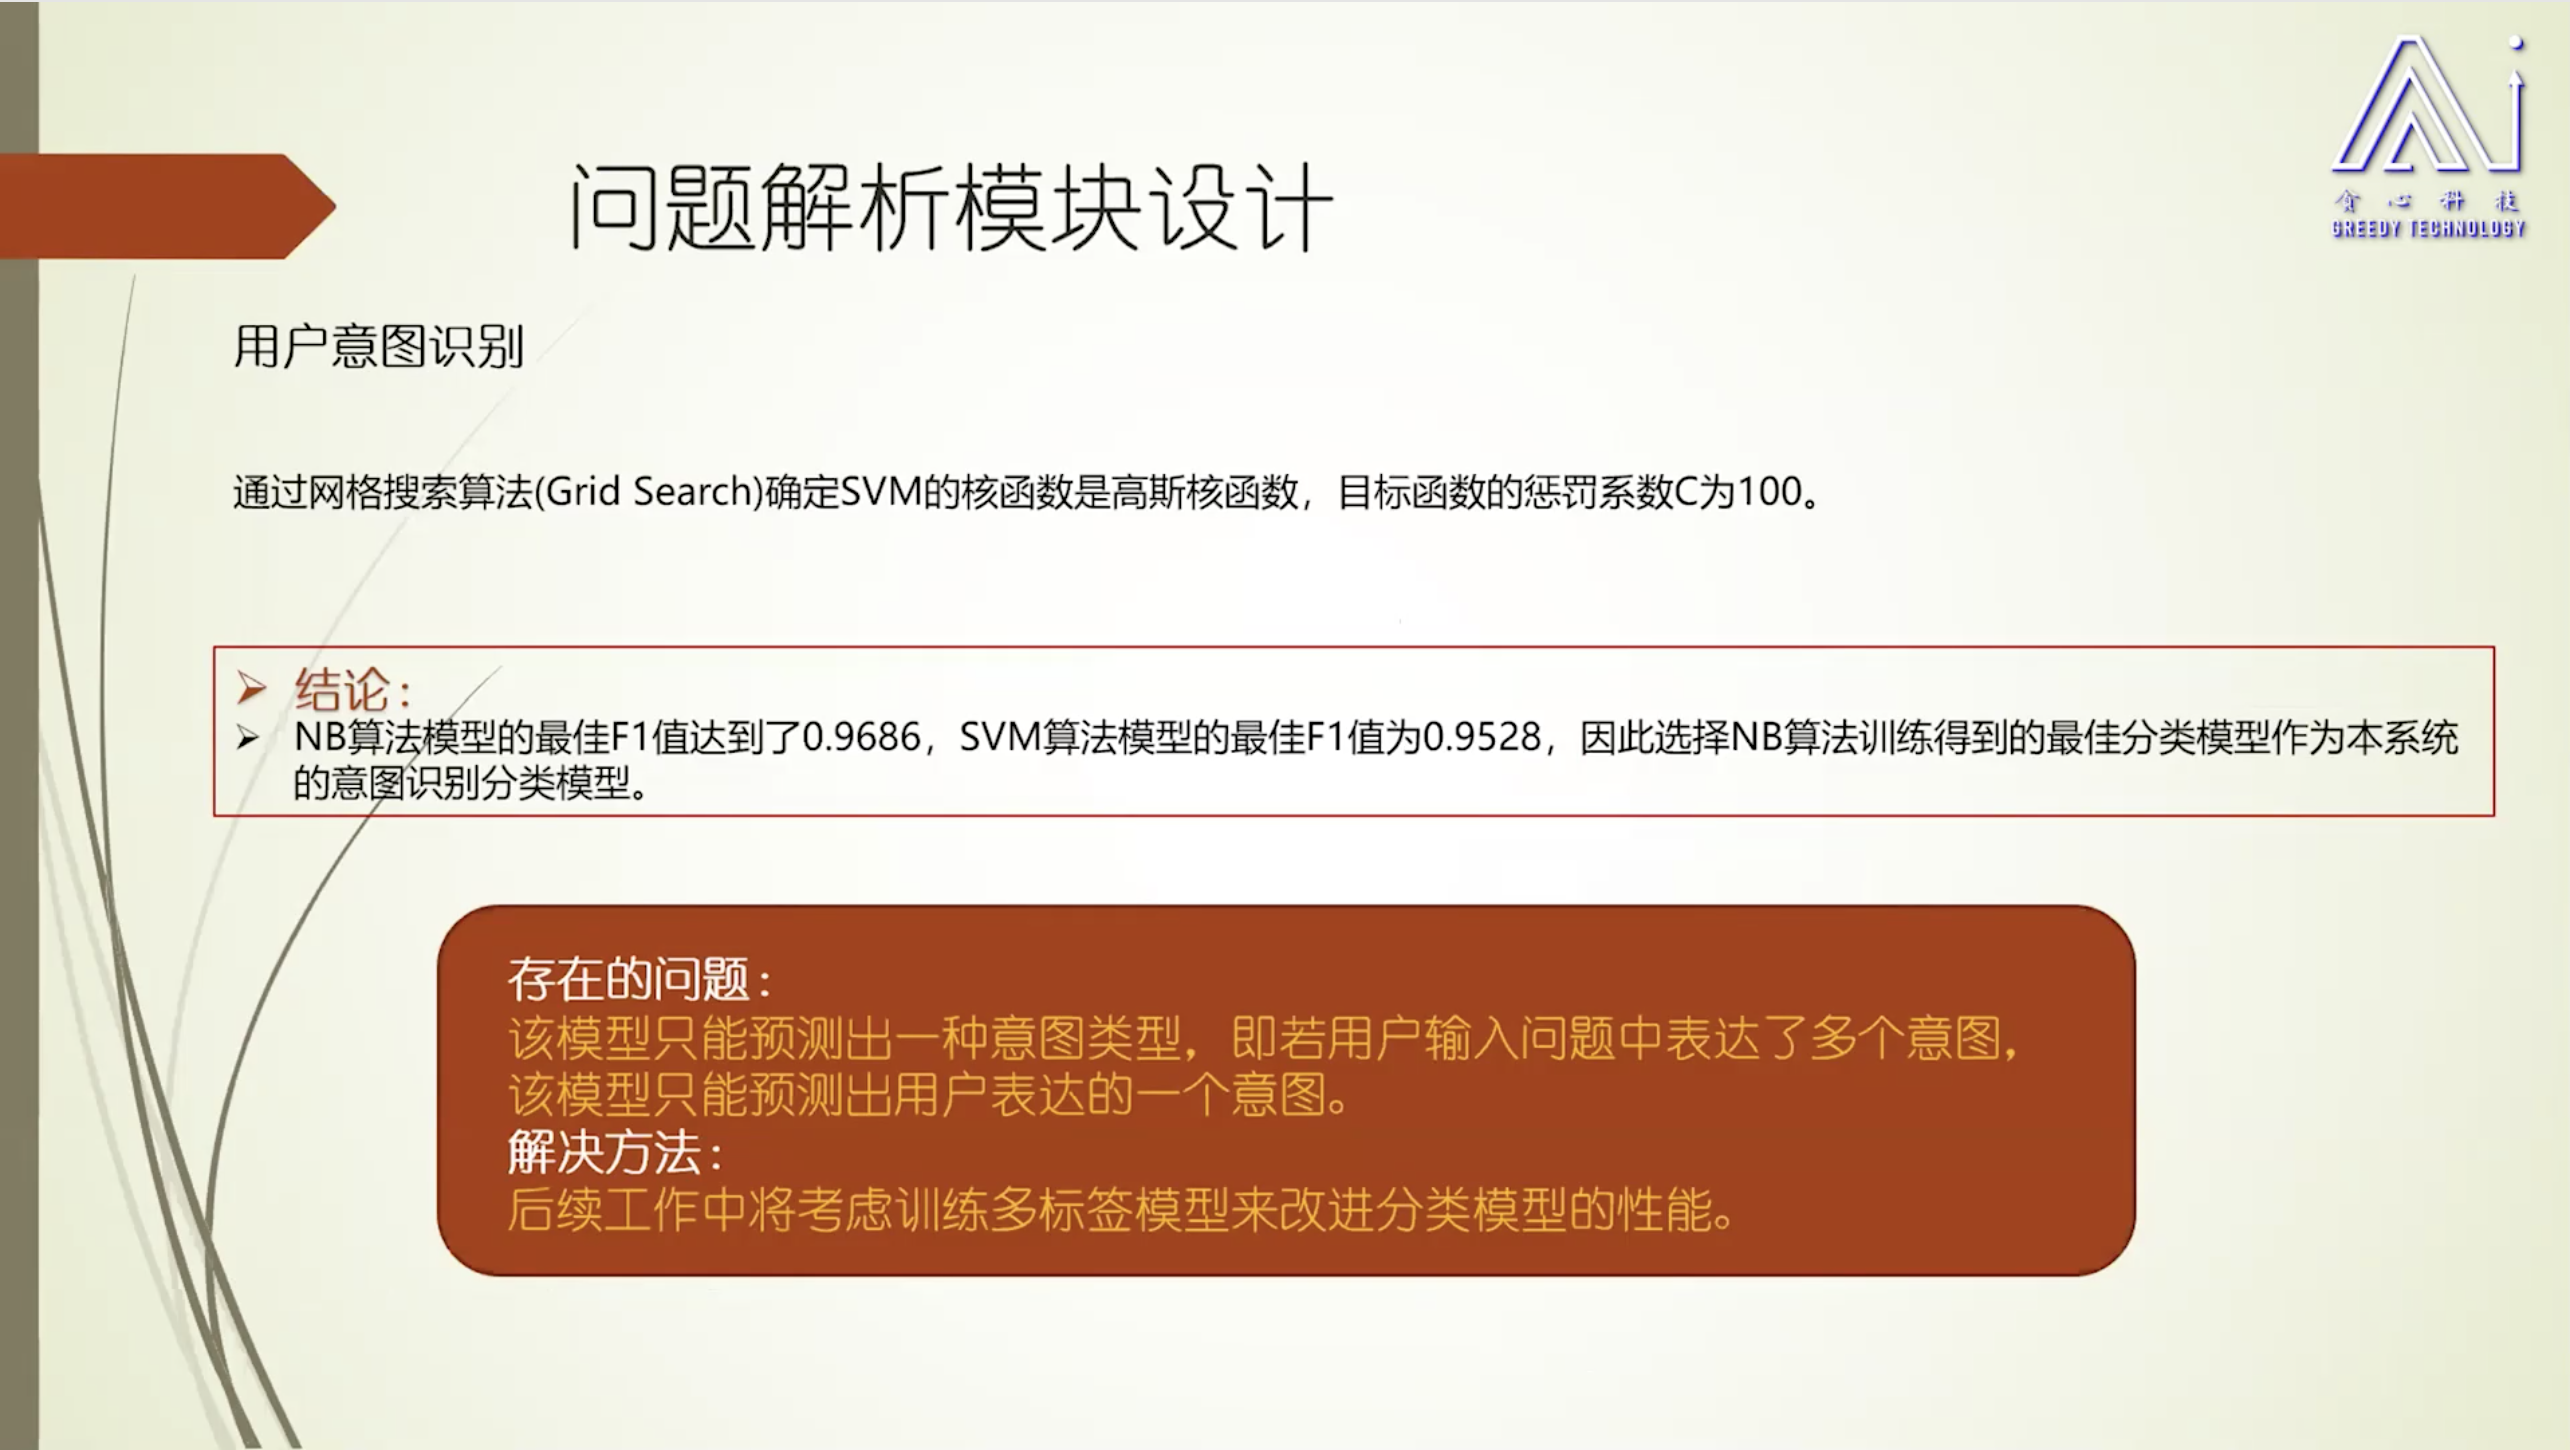 贪心科技
GREEDY TECHNOLOGY
问题解析模块设计
用户意图识别
通过网格搜索算法(Grid Search)确定SVM的核函数是高斯核函数，目标函数的惩罚系数C为100。
结论：
NB算法模型的最佳F1值达到了0.9686，SVM算法模型的最佳F1值为0.9528，因此选择NB算法训练得到的最佳分类模型作为本系统
的意图识别分类模型。
存在的问题：
该模型只能预测出一种意图类型，即若用户输入问题中表达了多个意图，
该模型只能预测出用户表达的一个意图。
解决方法：
后续工作中将考虑训练多标签模型来改进分类模型的性能。